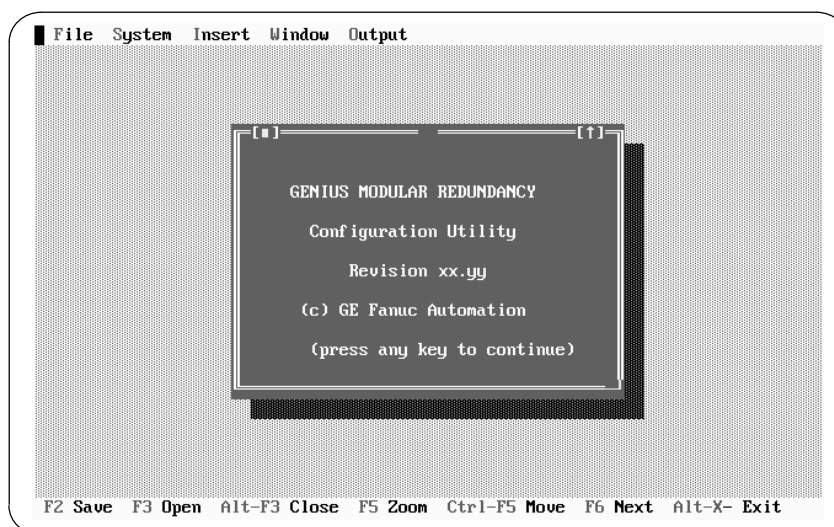 File System Insert Window Output
[■] [↑]
GENIUS MODULAR REDUNDANCY
Configuration Utility
Revision xx.yy
(c) GE Fanuc Automation
(press any key to continue)
F2 Save F3 Open Alt-F3 Close F5 Zoom Ctrl-F5 Move F6 Next Alt-X- Exit